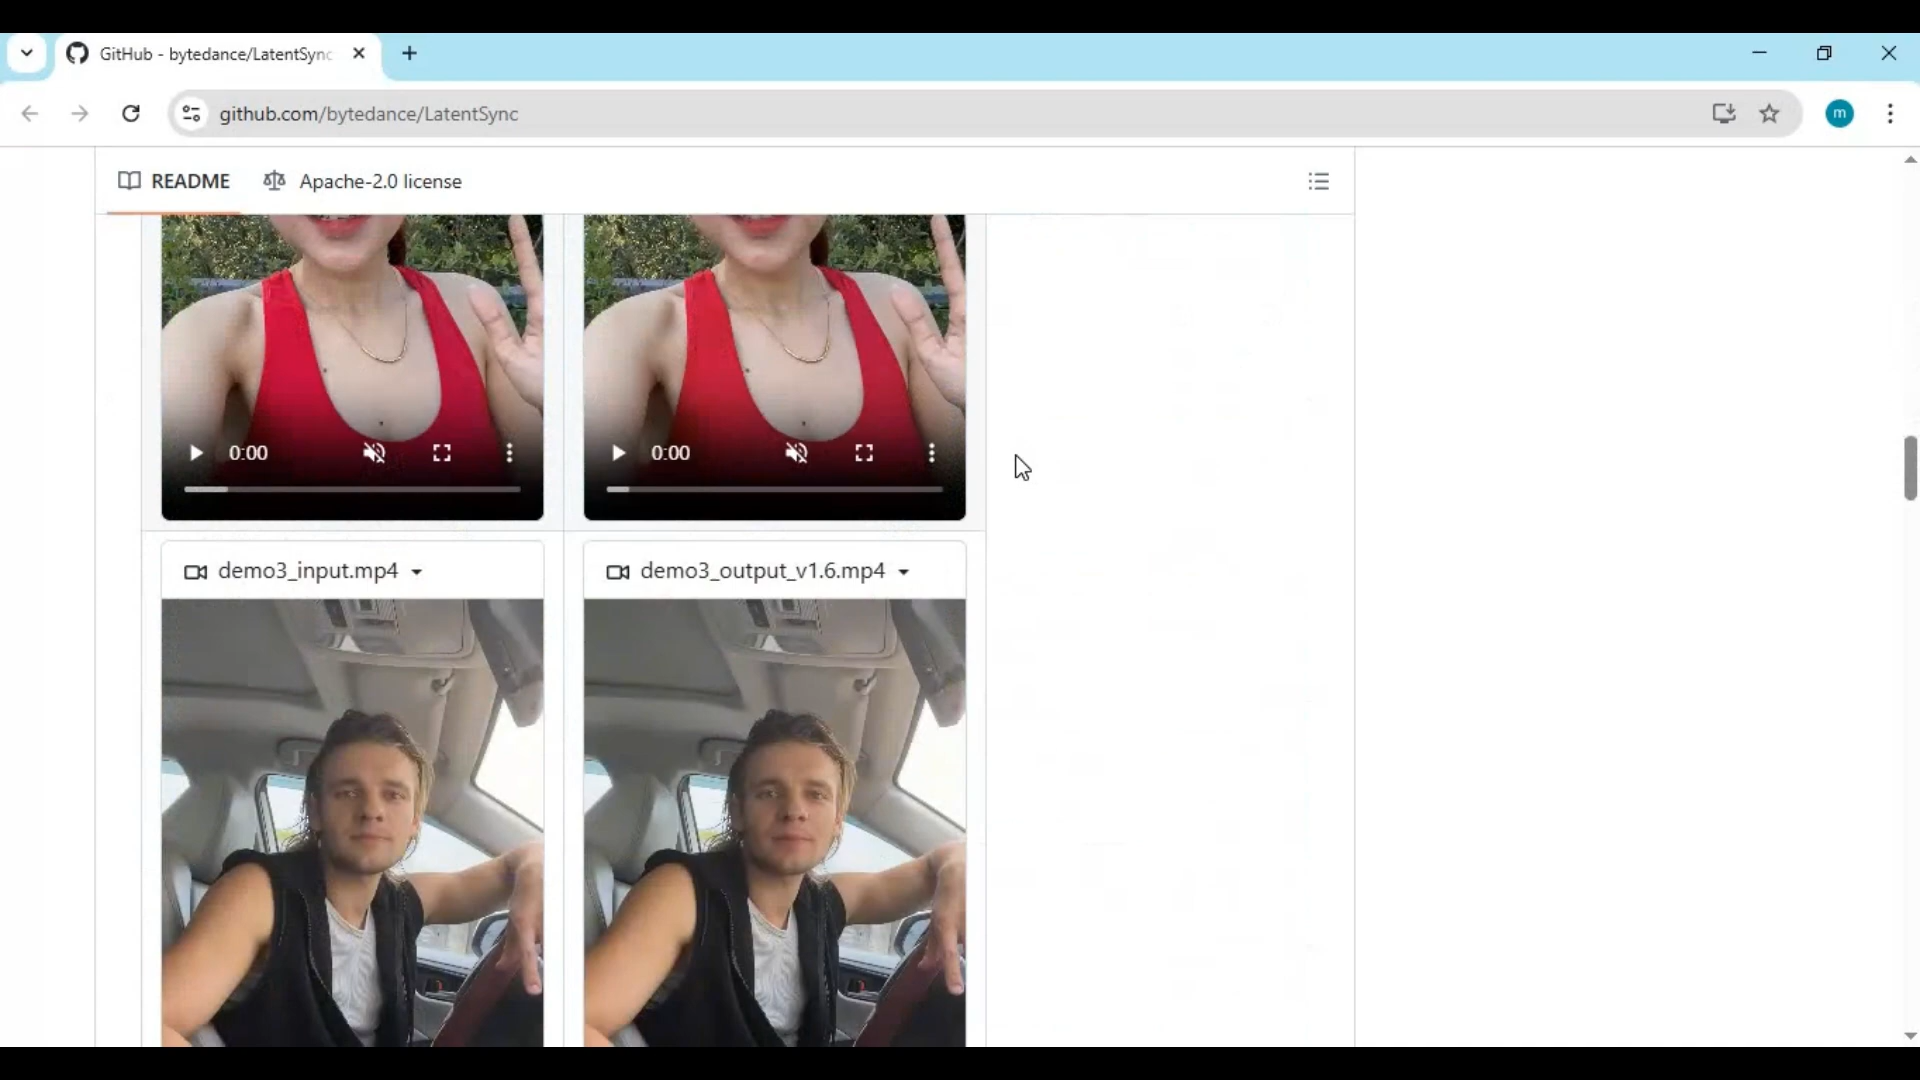 GitHub - bytedance/LatentSync
github.com/bytedance/LatentSync
m
README
Apache-2.0 license
0:00
0:00
demo3_input.mp4
demo3_output_v1.6.mp4